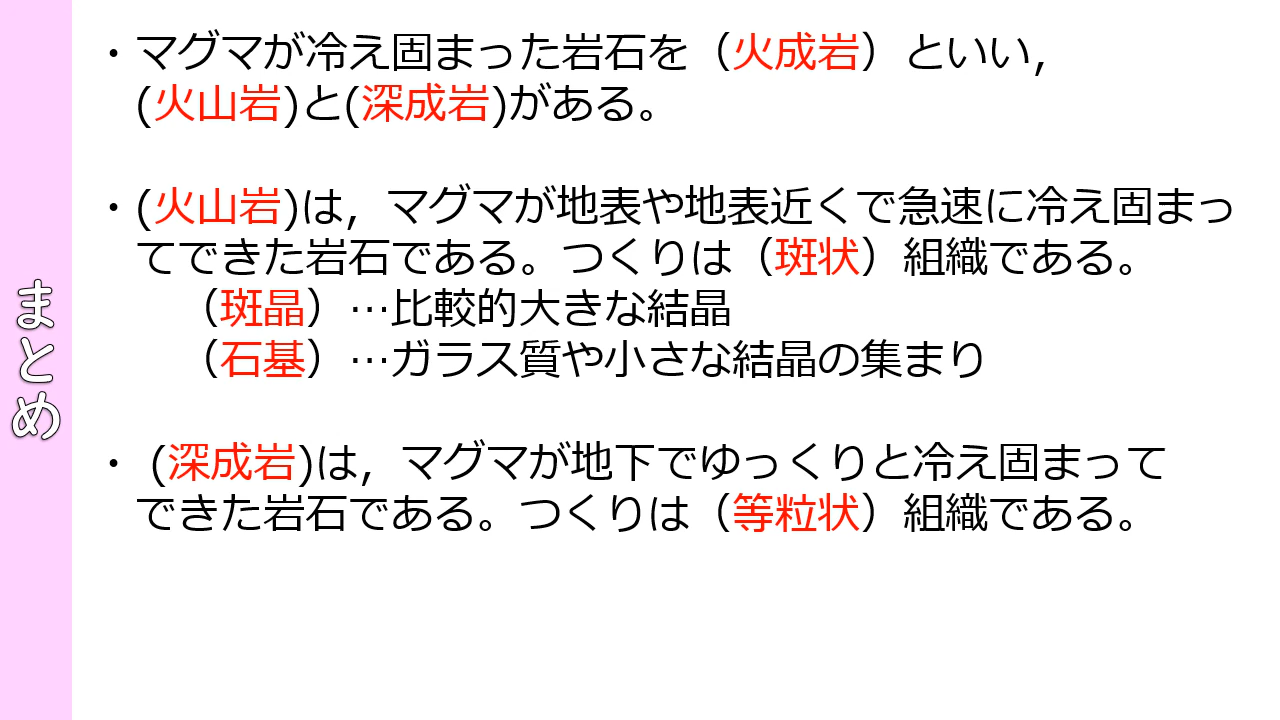 まとめ
・マグマが冷え固まった岩石を（火成岩）といい，
(火山岩)と(深成岩)がある。
・(火山岩)は，マグマが地表や地表近くで急速に冷え固まっ
てできた岩石である。つくりは（斑状）組織である。
（斑晶）…比較的大きな結晶
（石基）…ガラス質や小さな結晶の集まり
・ (深成岩)は，マグマが地下でゆっくりと冷え固まって
できた岩石である。つくりは（等粒状）組織である。